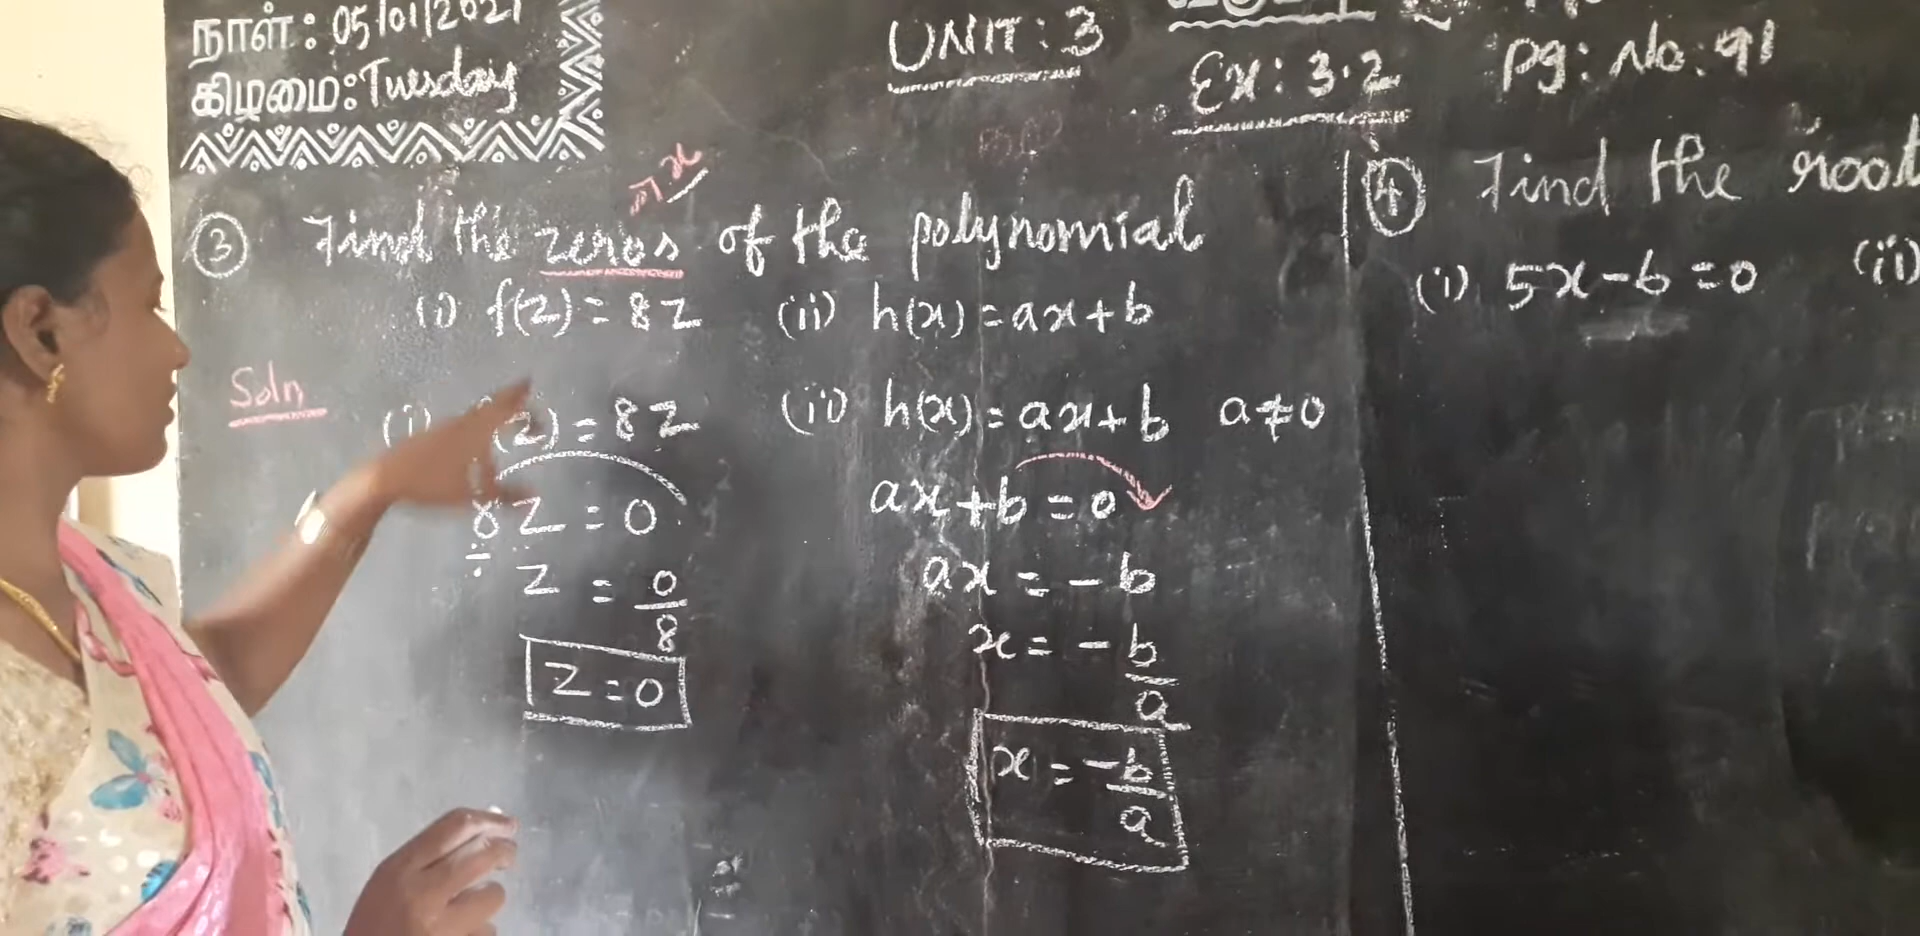 நாள்: 05/01/2021
கிழமை: Tuesday
UNIT: 3
Ex: 3.2
Pg: No: 91
③ Find the zeros of the polynomial
(i) f(z) = 8z (ii) h(x) = ax+b
Soln
(i) (z) = 8z
8z = 0
÷
z = 0/8
z = 0
(ii) h(x) = ax+b a≠0
ax+b = 0
ax = -b
x = -b/a
x = -b/a
④ Find the root
(i) 5x-6=0 (ii)